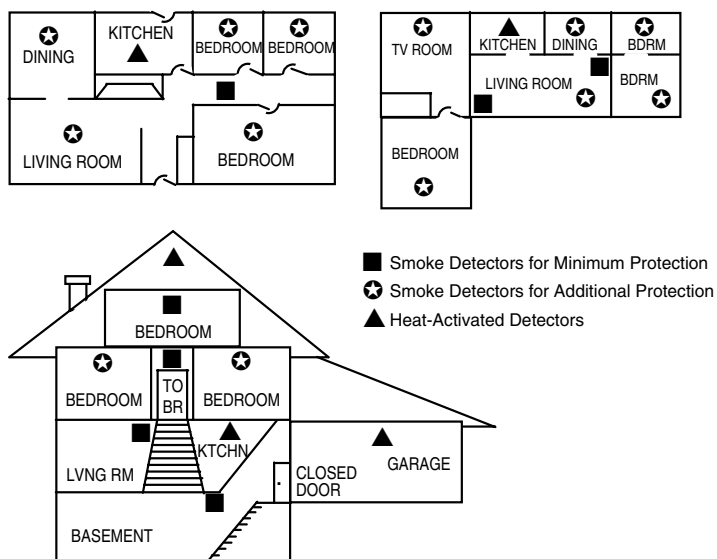 KITCHEN
DINING
BEDROOM
BEDROOM
LIVING ROOM
BEDROOM
TV ROOM
KITCHEN
DINING
BDRM
LIVING ROOM
BDRM
BEDROOM
Smoke Detectors for Minimum Protection
Smoke Detectors for Additional Protection
Heat-Activated Detectors
BEDROOM
BEDROOM
TO
BR
BEDROOM
LVNG RM
KTCHN
CLOSED
DOOR
GARAGE
BASEMENT